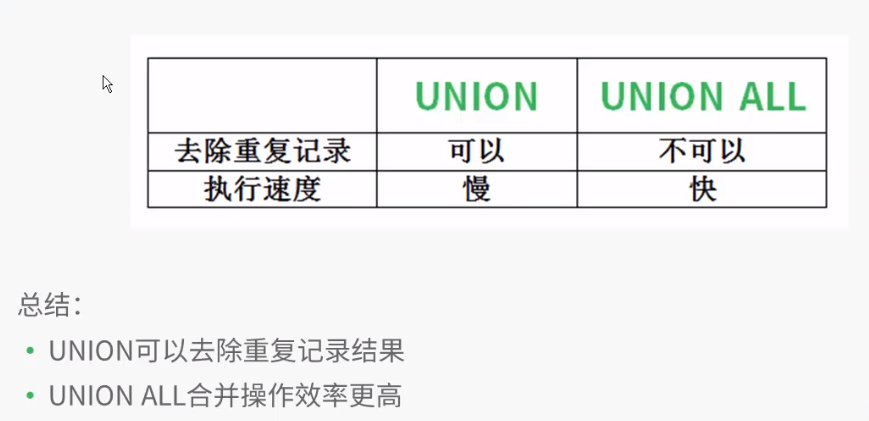 UNION UNION ALL
去除重复记录 可以 不可以
执行速度 慢 快
总结：
• UNION可以去除重复记录结果
• UNION ALL合并操作效率更高